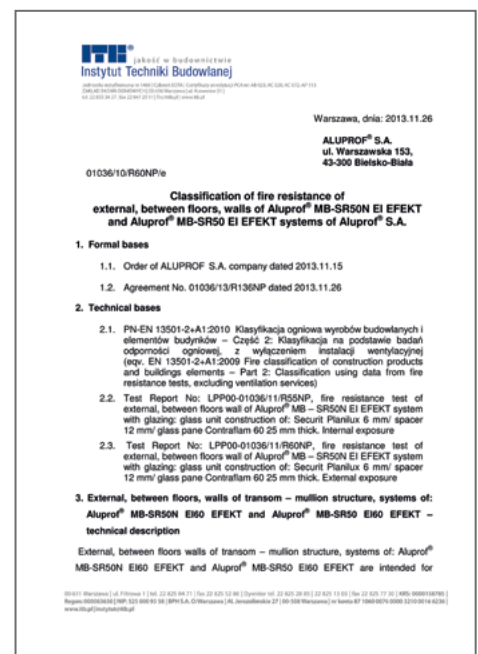 ITB® jakość w budownictwie
Instytut Techniki Budowlanej
Warszawa, dnia: 2013.11.26
ALUPROF® S.A.
ul. Warszawska 153,
43-300 Bielsko-Biała
01036/10/R60NP/e
Classification of fire resistance of
external, between floors, walls of Aluprof® MB-SR50N EI EFEKT
and Aluprof® MB-SR50 EI EFEKT systems of Aluprof® S.A.
1. Formal bases
1.1. Order of ALUPROF S.A. company dated 2013.11.15
1.2. Agreement No. 01036/13/R136NP dated 2013.11.26
2. Technical bases
2.1. PN-EN 13501-2+A1:2010 Klasyfikacja ogniowa wyrobów budowlanych i
elementów budynków – Część 2: Klasyfikacja na podstawie badań
odporności ogniowej, z wyłączeniem instalacji wentylacyjnej
(eqv. EN 13501-2+A1:2009 Fire classification of construction products
and buildings elements – Part 2: Classification using data from fire
resistance tests, excluding ventilation services)
2.2. Test Report No: LPP00-01036/11/R55NP, fire resistance test of
external, between floors wall of Aluprof® MB – SR50N EI EFEKT system
with glazing: glass unit construction of: Securit Planilux 6 mm/ spacer
12 mm/ glass pane Contraflam 60 25 mm thick. Internal exposure
2.3. Test Report No: LPP00-01036/11/R60NP, fire resistance test of
external, between floors wall of Aluprof® MB – SR50N EI EFEKT system
with glazing: glass unit construction of: Securit Planilux 6 mm/ spacer
12 mm/ glass pane Contraflam 60 25 mm thick. External exposure
3. External, between floors, walls of transom – mullion structure, systems of:
Aluprof® MB-SR50N EI60 EFEKT and Aluprof® MB-SR50 EI60 EFEKT –
technical description
External, between floors walls of transom – mullion structure, systems of: Aluprof®
MB-SR50N EI60 EFEKT and Aluprof® MB-SR50 EI60 EFEKT are intended for